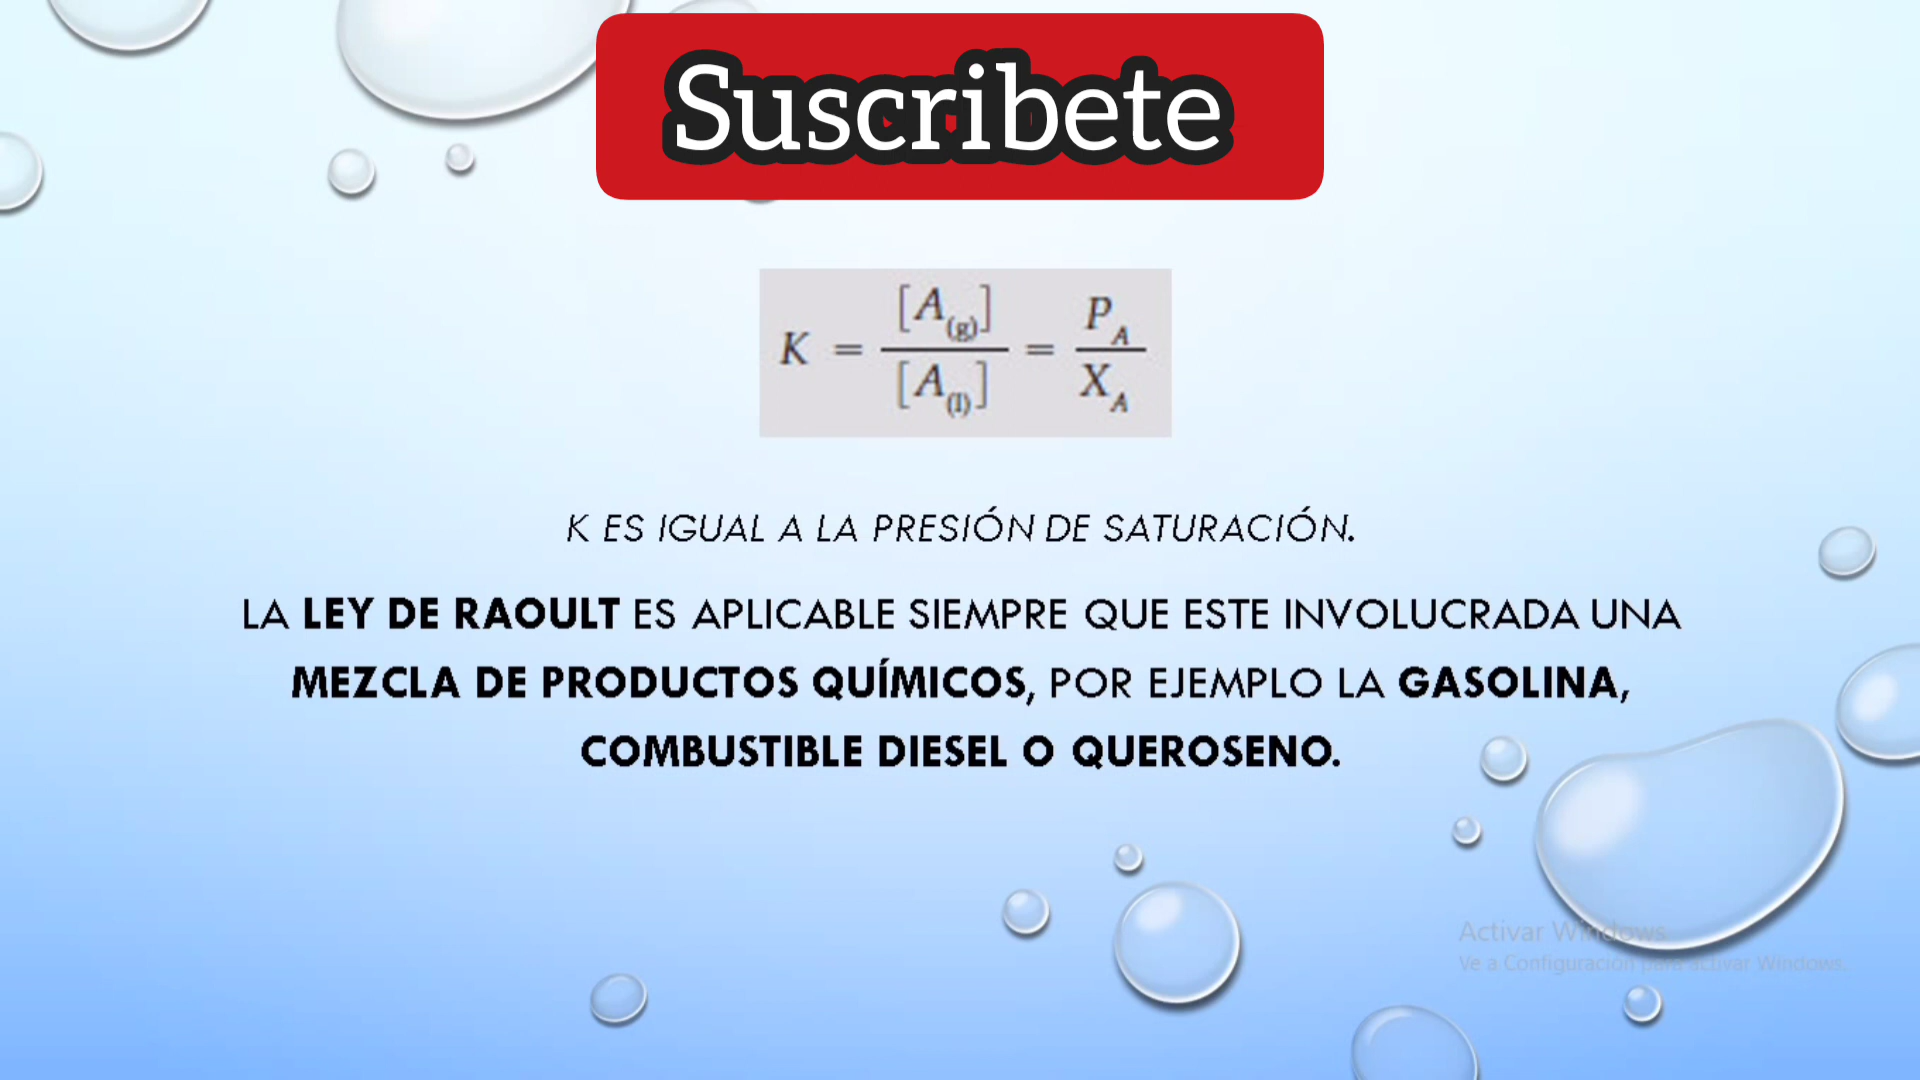 Suscribete
K = [A(g)] / [A(l)] = PA / XA
K ES IGUAL A LA PRESIÓN DE SATURACIÓN.
LA LEY DE RAOULT ES APLICABLE SIEMPRE QUE ESTE INVOLUCRADA UNA
MEZCLA DE PRODUCTOS QUÍMICOS, POR EJEMPLO LA GASOLINA,
COMBUSTIBLE DIESEL O QUEROSENO.
Activar Windows
Ve a Configuración para activar Windows.